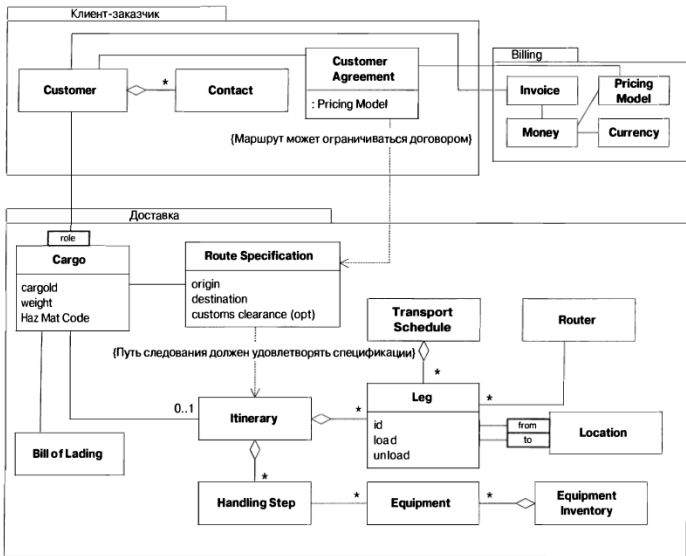 Клиент-заказчик
Customer
*
Contact
Customer
Agreement
: Pricing Model
Billing
Invoice
Pricing
Model
Money
Currency
{Маршрут может ограничиваться договором}
Доставка
role
Cargo
cargoId
weight
Haz Mat Code
Route Specification
origin
destination
customs clearance (opt)
Transport
Schedule
Router
{Путь следования должен удовлетворять спецификации}
*
0..1
Itinerary
*
Leg
id
load
unload
*
from
to
Location
Bill of Lading
*
Handling Step
*
Equipment
*
Equipment
Inventory